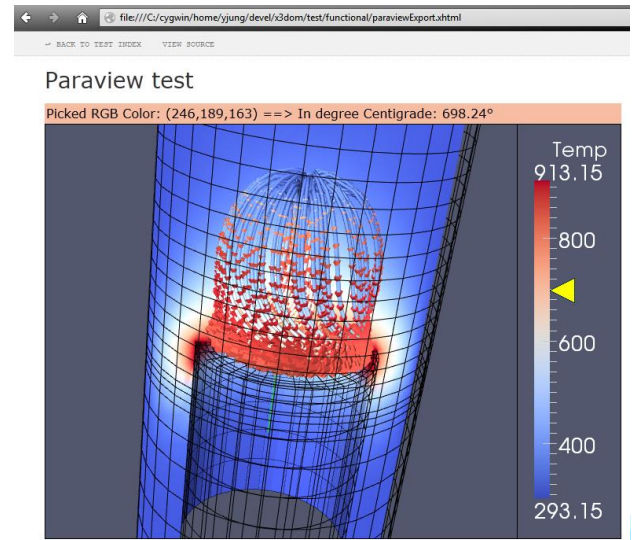 file:///C:/cygwin/home/yjung/devel/x3dom/test/functional/paraviewExport.xhtml
↩ BACK TO TEST INDEX VIEW SOURCE
Paraview test
Picked RGB Color: (246,189,163) ==> In degree Centigrade: 698.24°
Temp
913.15
800
600
400
293.15